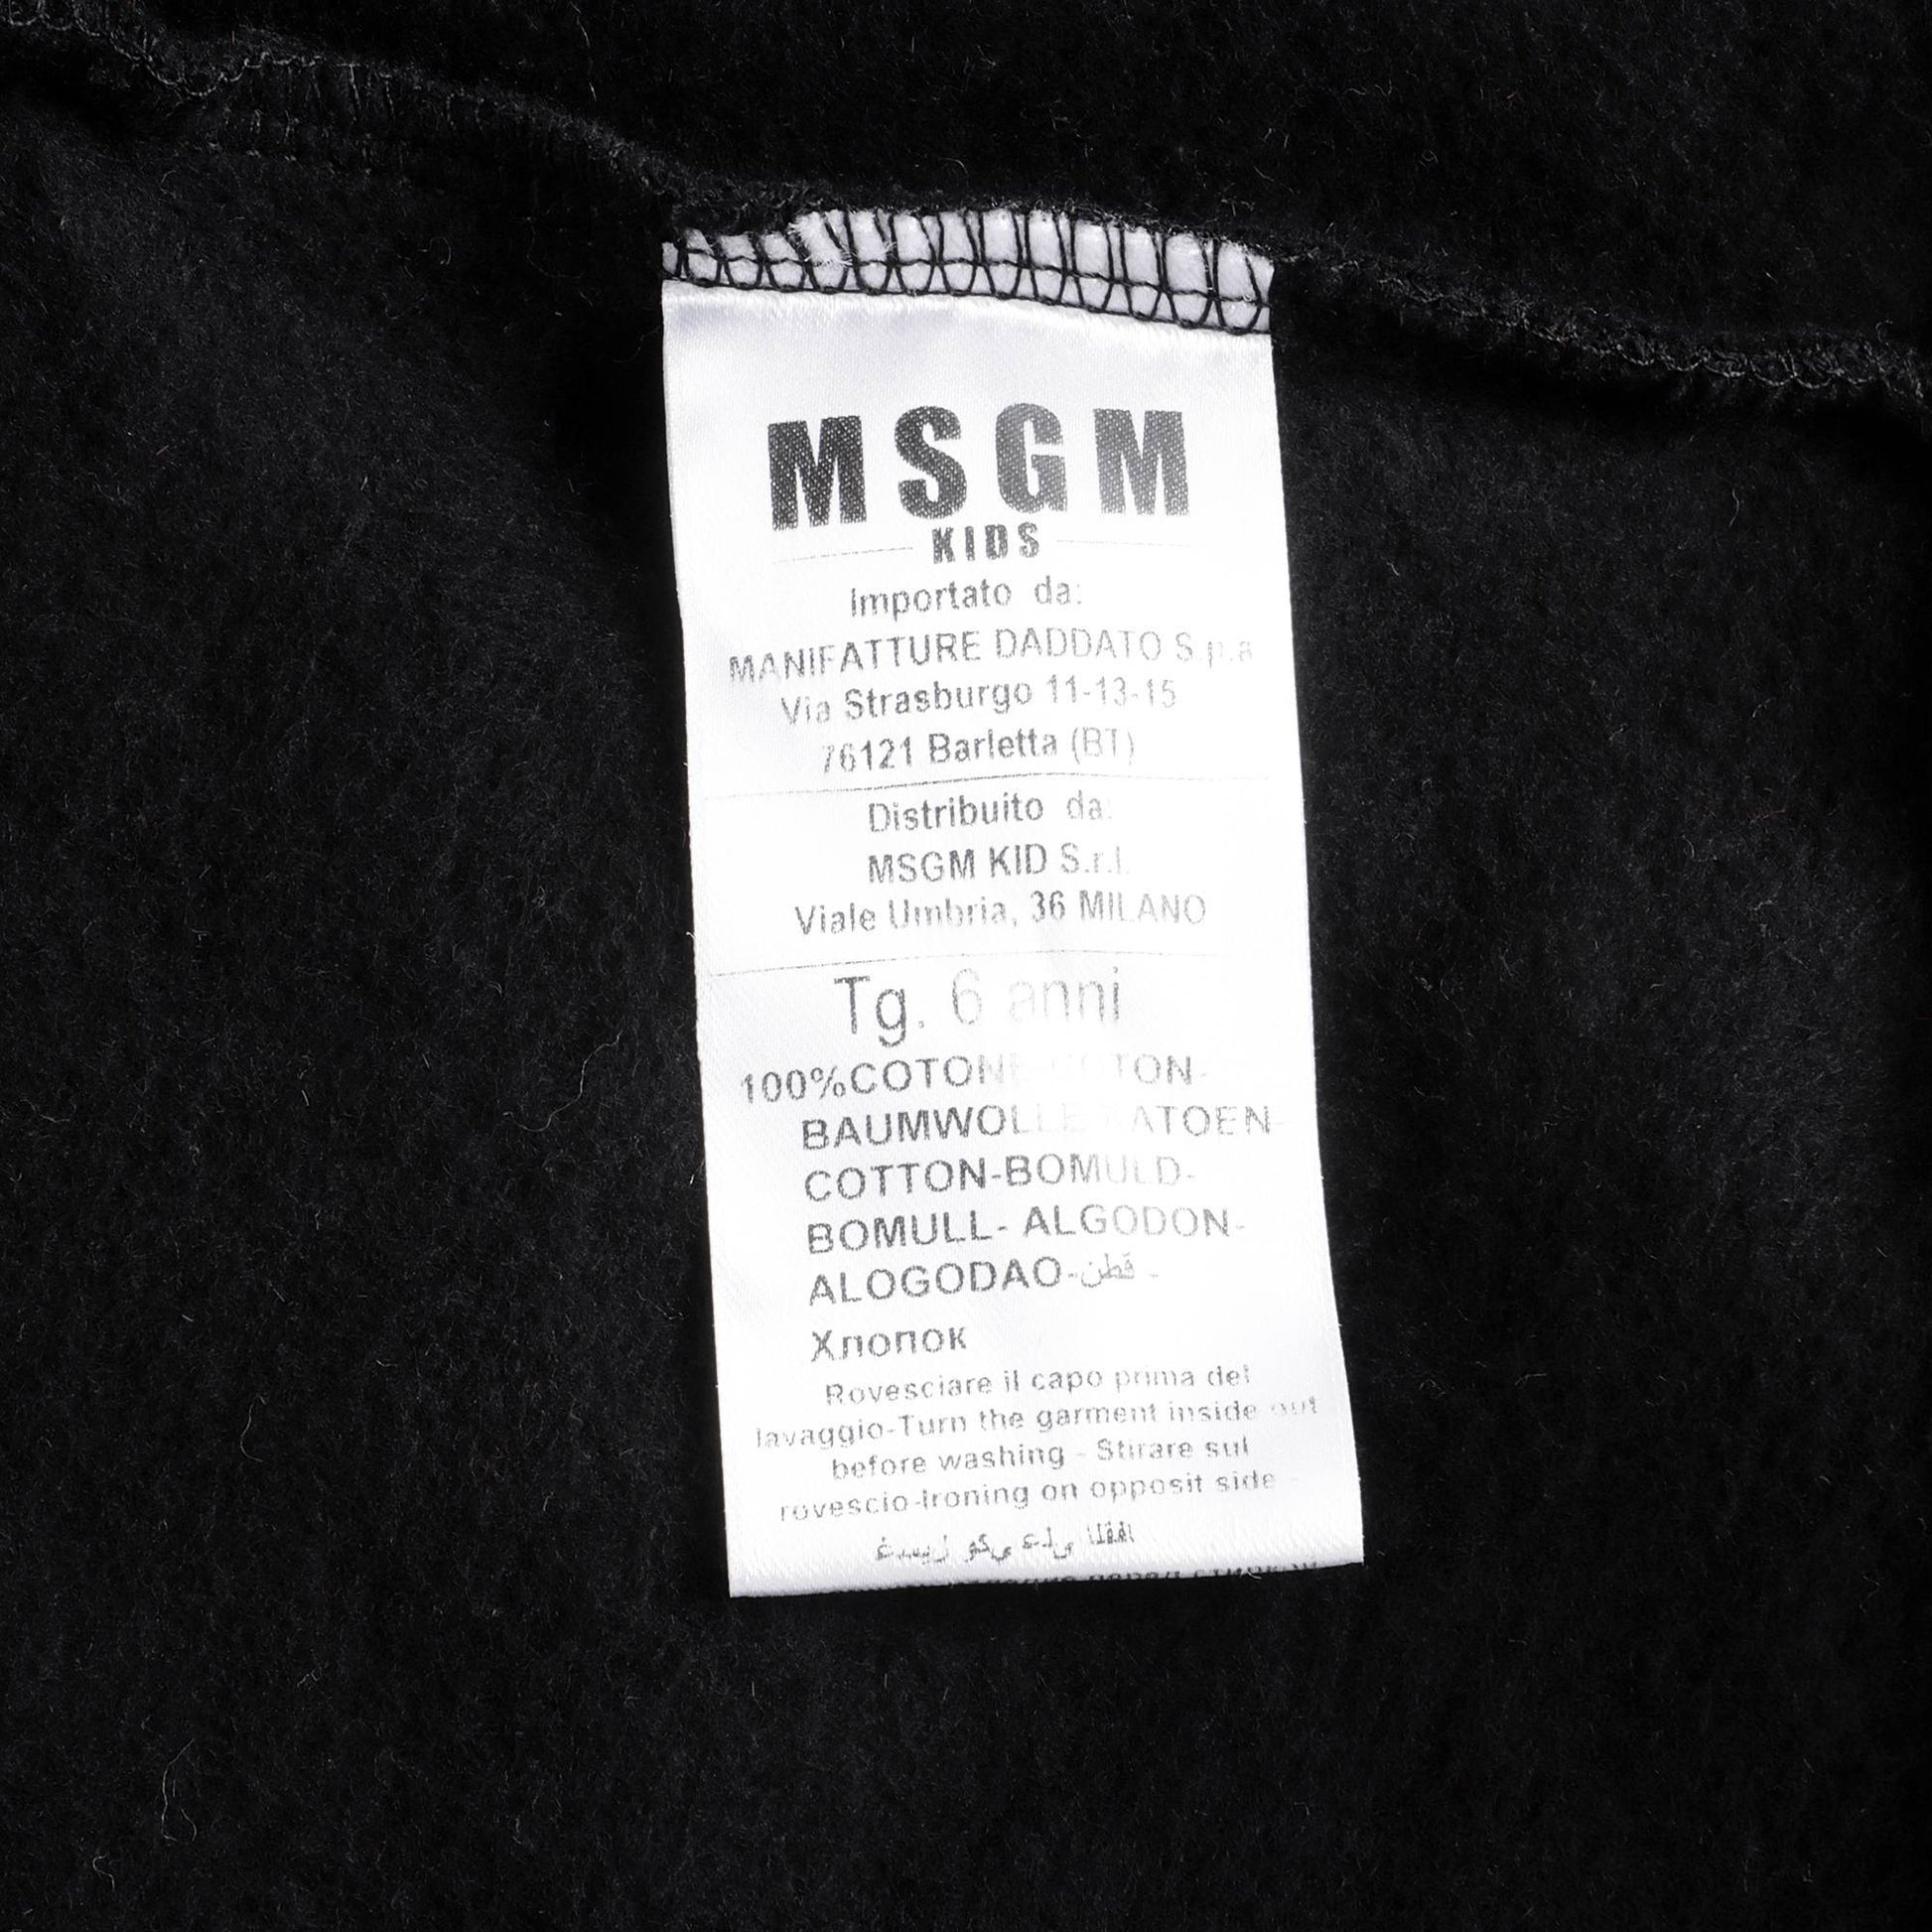 MSGM
KIDS
Importato da:
MANIFATTURE DADDATO S.p.a
Via Strasburgo 11-13-15
76121 Barletta (BT)
Distribuito da:
MSGM KID S.r.l.
Viale Umbria, 36 MILANO
Tg. 6 anni
100%COTONE-COTON-
BAUMWOLLE-KATOEN-
COTTON-BOMULD-
BOMULL- ALGODON-
ALOGODAO-قطن -
Хлопок
Rovesciare il capo prima del
lavaggio-Turn the garment inside out
before washing - Stirare sul
rovescio-Ironing on opposit side -